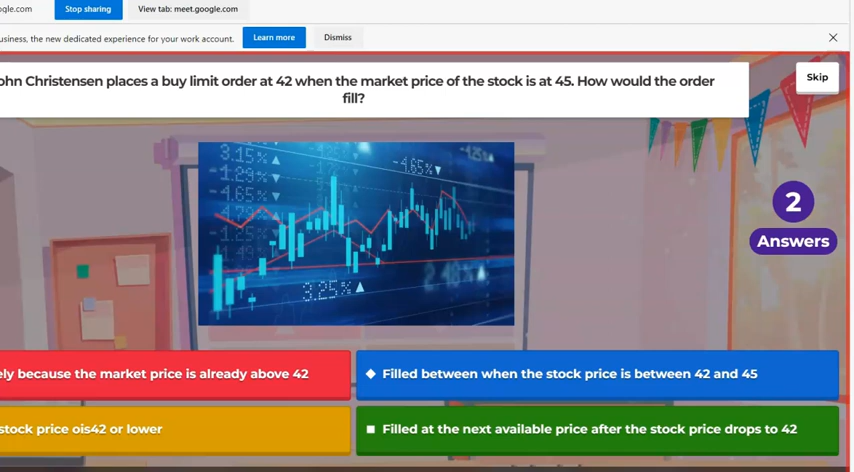 ogle.com Stop sharing View tab: meet.google.com
usiness, the new dedicated experience for your work account. Learn more Dismiss
ohn Christensen places a buy limit order at 42 when the market price of the stock is at 45. How would the order
fill?
Skip
3.15%
1.29%
4.65%
-4.65%
3.25%
2
Answers
ely because the market price is already above 42
Filled between when the stock price is between 42 and 45
stock price ois42 or lower
Filled at the next available price after the stock price drops to 42